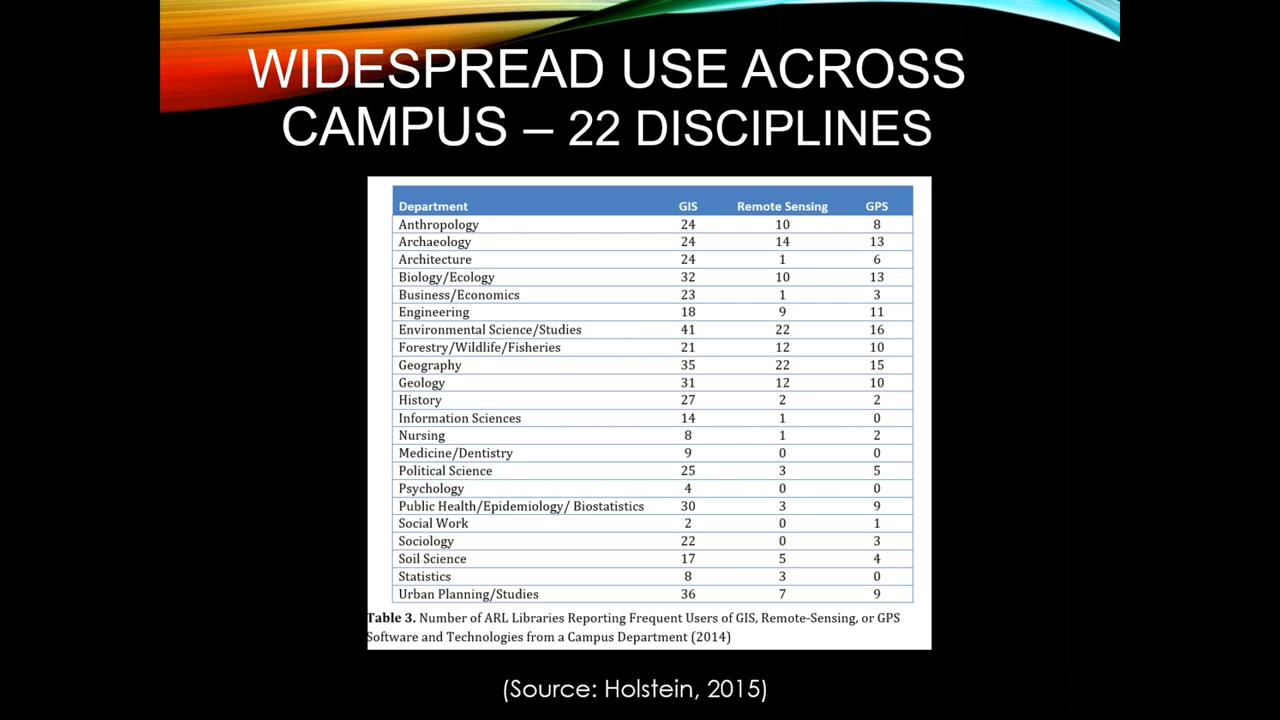 WIDESPREAD USE ACROSS
CAMPUS – 22 DISCIPLINES
Department GIS Remote Sensing GPS
Anthropology 24 10 8
Archaeology 24 14 13
Architecture 24 1 6
Biology/Ecology 32 10 13
Business/Economics 23 1 3
Engineering 18 9 11
Environmental Science/Studies 41 22 16
Forestry/Wildlife/Fisheries 21 12 10
Geography 35 22 15
Geology 31 12 10
History 27 2 2
Information Sciences 14 1 0
Nursing 8 1 2
Medicine/Dentistry 9 0 0
Political Science 25 3 5
Psychology 4 0 0
Public Health/Epidemiology/ Biostatistics 30 3 9
Social Work 2 0 1
Sociology 22 0 3
Soil Science 17 5 4
Statistics 8 3 0
Urban Planning/Studies 36 7 9
Table 3. Number of ARL Libraries Reporting Frequent Users of GIS, Remote-Sensing, or GPS
Software and Technologies from a Campus Department (2014)
(Source: Holstein, 2015)